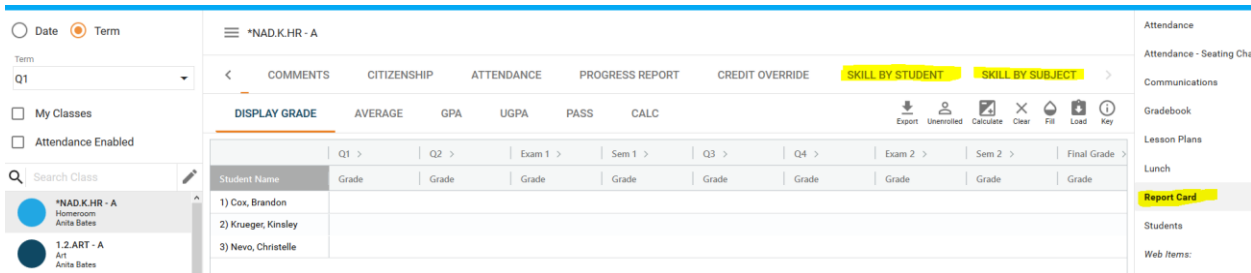 Date Term
Term
Q1
My Classes
Attendance Enabled
Search Class
*NAD.K.HR - A
Homeroom
Anita Bates
1.2.ART - A
Art
Anita Bates
*NAD.K.HR - A
COMMENTS CITIZENSHIP ATTENDANCE PROGRESS REPORT CREDIT OVERRIDE SKILL BY STUDENT SKILL BY SUBJECT
DISPLAY GRADE AVERAGE GPA UGPA PASS CALC
Export Unenrolled Calculate Clear Fill Load Key
Q1 > Q2 > Exam 1 > Sem 1 > Q3 > Q4 > Exam 2 > Sem 2 > Final Grade >
Student Name Grade Grade Grade Grade Grade Grade Grade Grade Grade
1) Cox, Brandon
2) Krueger, Kinsley
3) Nevo, Christelle
Attendance
Attendance - Seating Cha
Communications
Gradebook
Lesson Plans
Lunch
Report Card
Students
Web Items: